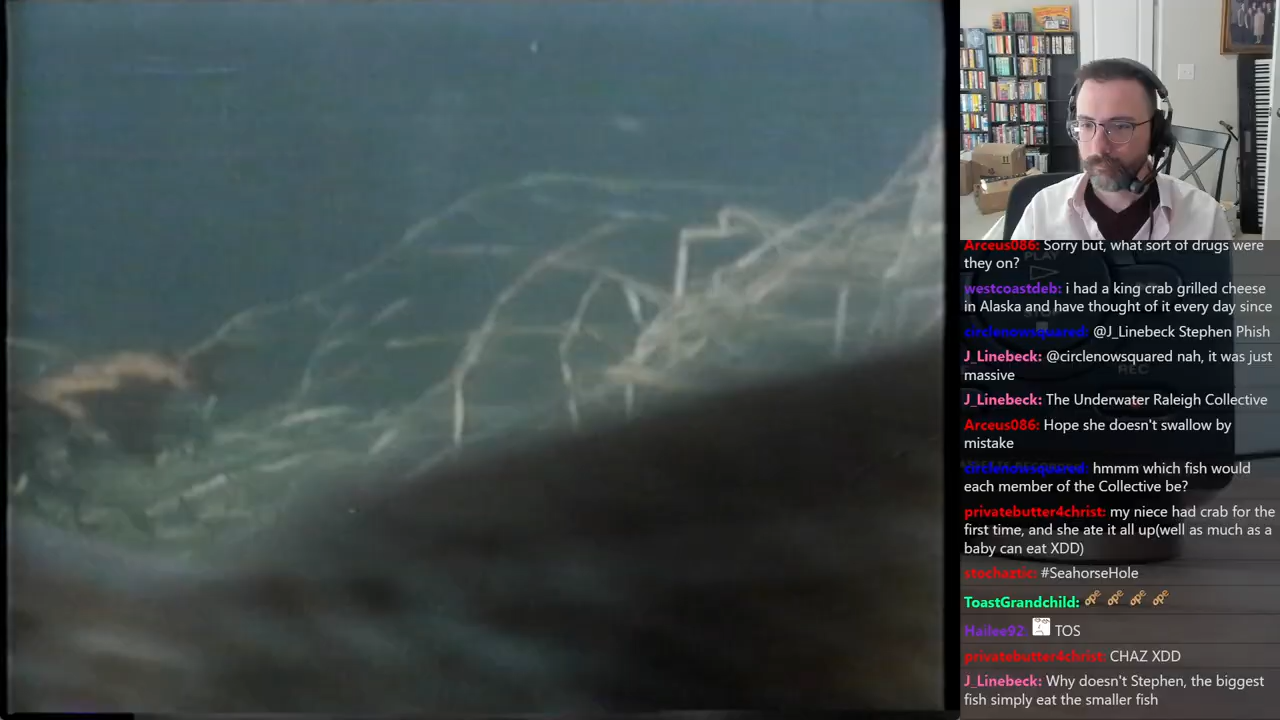 Arceus086: Sorry but, what sort of drugs were
they on?
PLAY
westcoastdeb: i had a king crab grilled cheese
in Alaska and have thought of it every day since
circlenowsquared: @J_Linebeck Stephen Phish
J_Linebeck: @circlenowsquared nah, it was just
massive
REC
J_Linebeck: The Underwater Raleigh Collective
Arceus086: Hope she doesn't swallow by
mistake
circlenowsquared: hmmm which fish would
each member of the Collective be?
privatebutter4christ: my niece had crab for the
first time, and she ate it all up(well as much as a
baby can eat XDD)
stochaztic: #SeahorseHole
ToastGrandchild:
Hailee92: TOS
privatebutter4christ: CHAZ XDD
J_Linebeck: Why doesn't Stephen, the biggest
fish simply eat the smaller fish